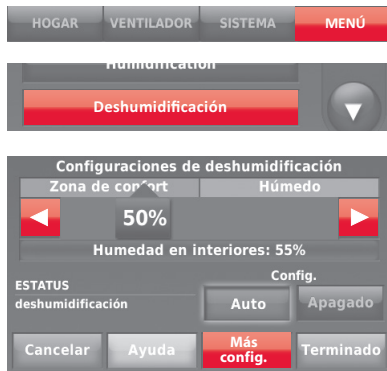 HOGAR VENTILADOR SISTEMA MENÚ
Humidification
Deshumidificación
Configuraciones de deshumidificación
Zona de confort Húmedo
50%
Humedad en interiores: 55%
Config.
ESTATUS
deshumidificación
Auto Apagado
Cancelar Ayuda Más config. Terminado